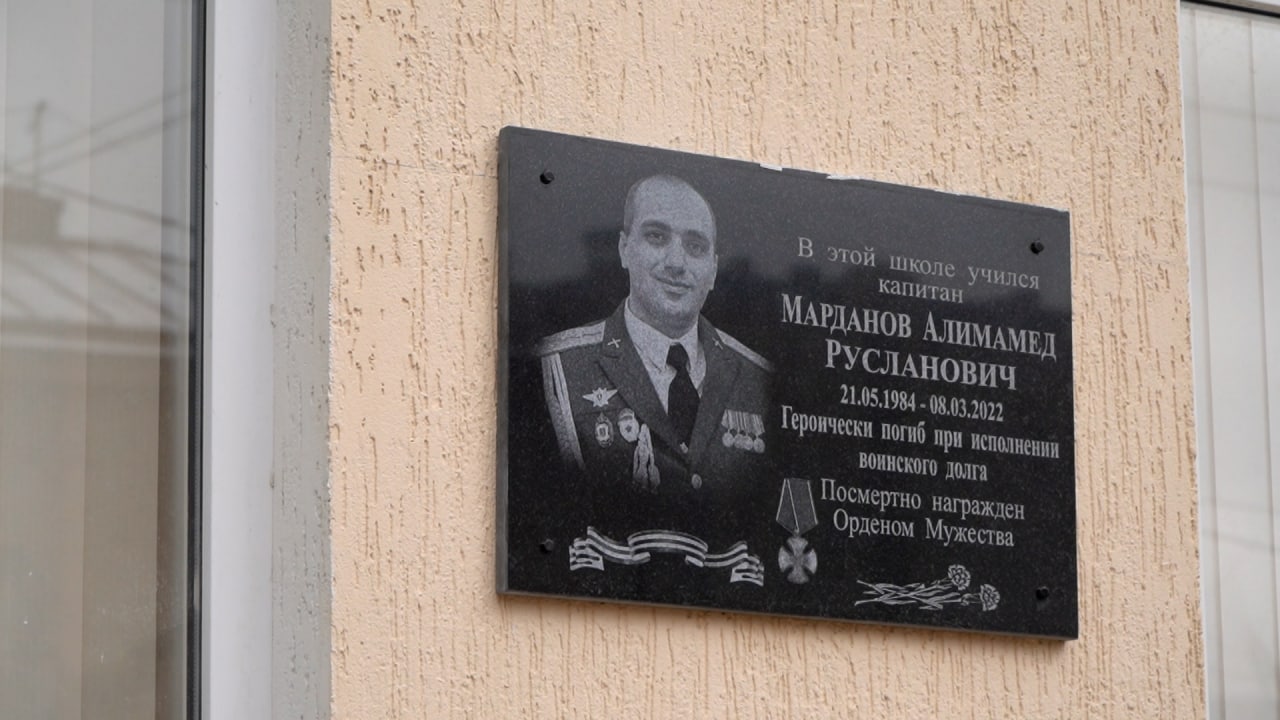 В этой школе учился
капитан
Марданов Алимамед
Русланович
21.05.1984 - 08.03.2022
Героически погиб при исполнении
воинского долга
Посмертно награжден
Орденом Мужества